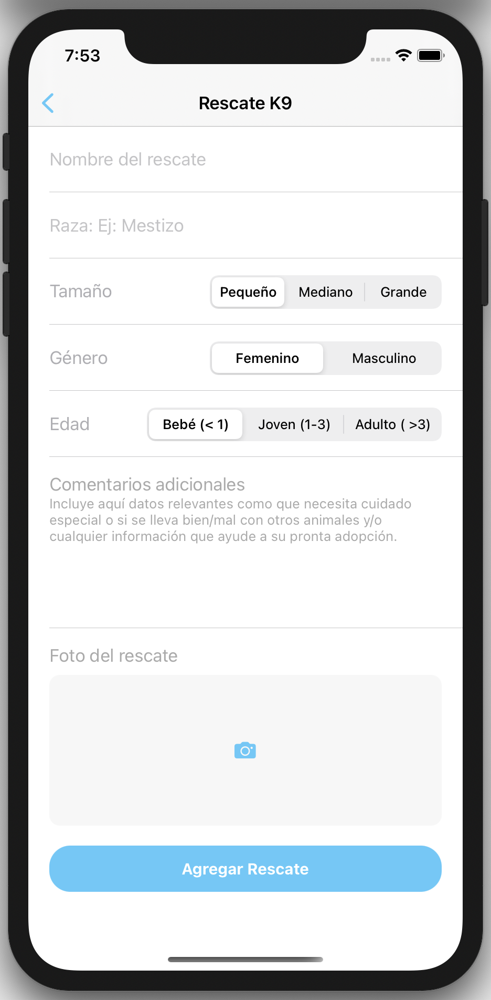 7:53
Rescate K9
Nombre del rescate
Raza: Ej: Mestizo
Tamaño Pequeño Mediano Grande
Género Femenino Masculino
Edad Bebé (< 1) Joven (1-3) Adulto ( >3)
Comentarios adicionales
Incluye aquí datos relevantes como que necesita cuidado
especial o si se lleva bien/mal con otros animales y/o
cualquier información que ayude a su pronta adopción.
Foto del rescate
Agregar Rescate